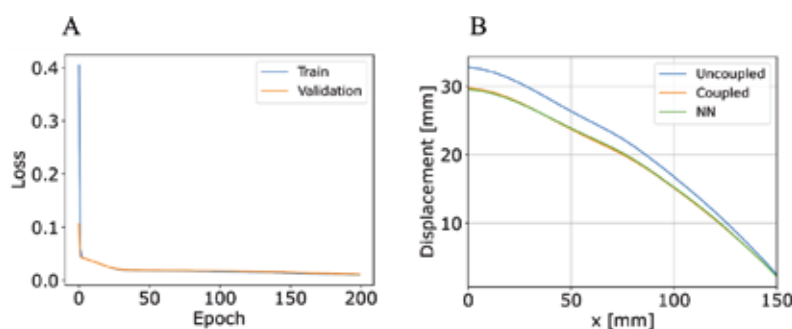 A
0.4
0.3
0.2
0.1
0.0
Loss
0
50
100
150
200
Epoch
Train
Validation
B
30
20
10
Displacement [mm]
0
50
100
150
x [mm]
Uncoupled
Coupled
NN